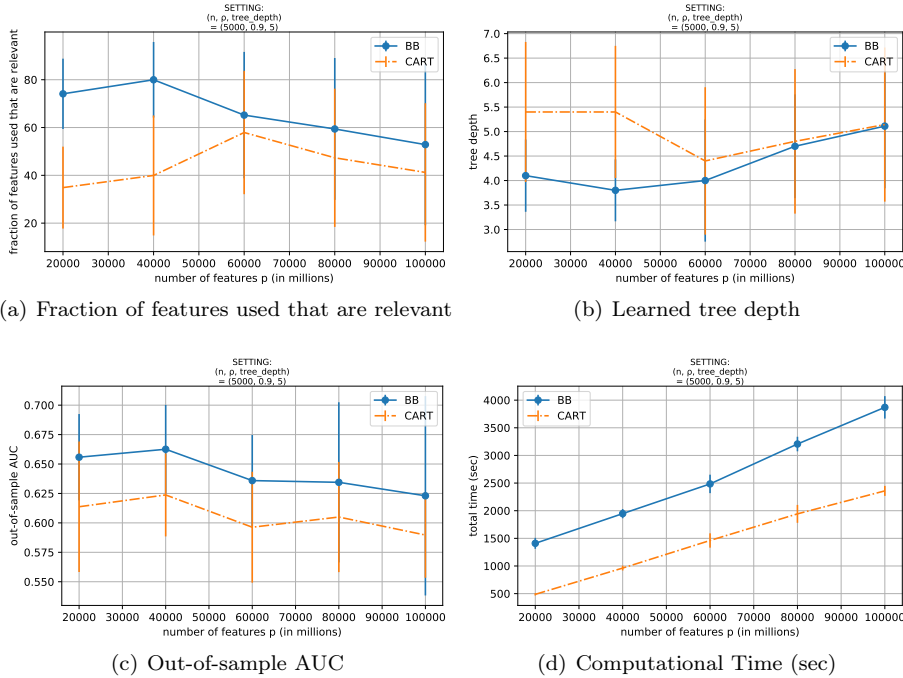 SETTING:
(n, ρ, tree_depth)
= (5000, 0.9, 5)
BB
CART
fraction of features used that are relevant
80
60
40
20
20000 30000 40000 50000 60000 70000 80000 90000 100000
number of features p (in millions)
(a) Fraction of features used that are relevant
SETTING:
(n, ρ, tree_depth)
= (5000, 0.9, 5)
BB
CART
tree depth
7.0
6.5
6.0
5.5
5.0
4.5
4.0
3.5
3.0
20000 30000 40000 50000 60000 70000 80000 90000 100000
number of features p (in millions)
(b) Learned tree depth
SETTING:
(n, ρ, tree_depth)
= (5000, 0.9, 5)
BB
CART
out-of-sample AUC
0.700
0.675
0.650
0.625
0.600
0.575
0.550
20000 30000 40000 50000 60000 70000 80000 90000 100000
number of features p (in millions)
(c) Out-of-sample AUC
SETTING:
(n, ρ, tree_depth)
= (5000, 0.9, 5)
BB
CART
total time (sec)
4000
3500
3000
2500
2000
1500
1000
500
20000 30000 40000 50000 60000 70000 80000 90000 100000
number of features p (in millions)
(d) Computational Time (sec)